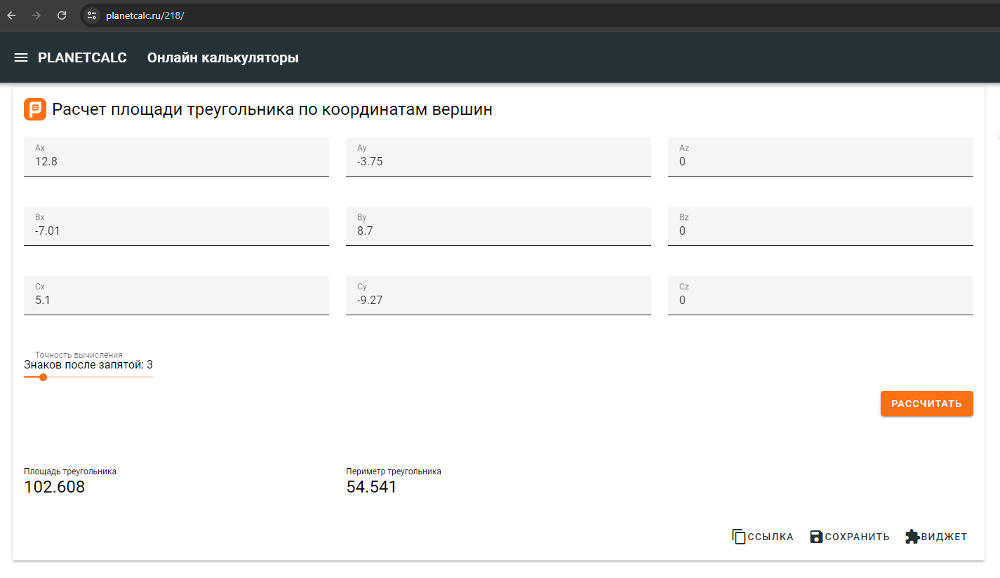 planetcalc.ru/218/
PLANETCALC Онлайн калькуляторы
Расчет площади треугольника по координатам вершин
Ax Ay Az
12.8 -3.75 0
Bx By Bz
-7.01 8.7 0
Cx Cy Cz
5.1 -9.27 0
Точность вычисления
Знаков после запятой: 3
РАССЧИТАТЬ
Площадь треугольника Периметр треугольника
102.608 54.541
ССЫЛКА СОХРАНИТЬ ВИДЖЕТ